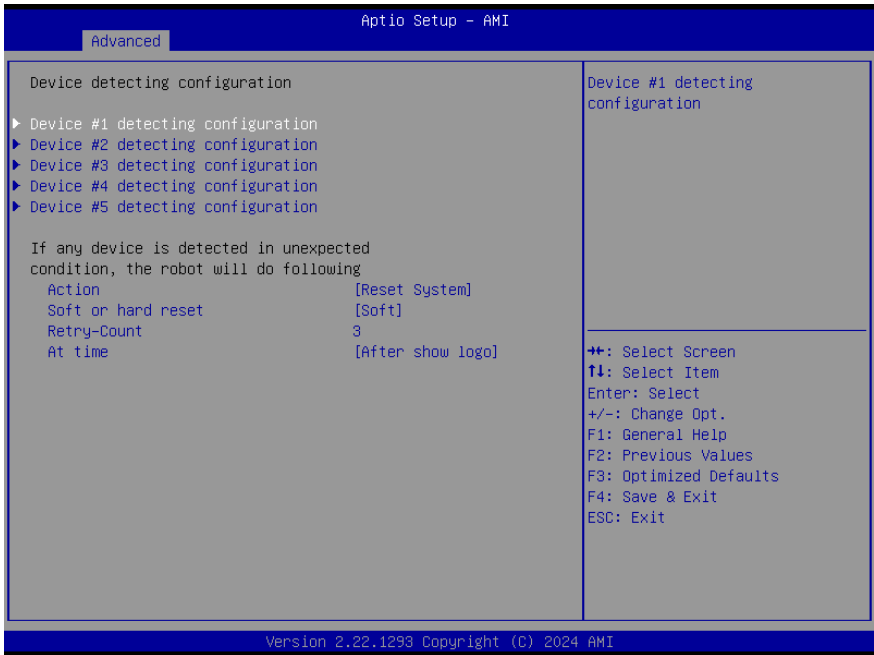 Aptio Setup – AMI
Advanced
Device detecting configuration
Device #1 detecting configuration
Device #2 detecting configuration
Device #3 detecting configuration
Device #4 detecting configuration
Device #5 detecting configuration
If any device is detected in unexpected
condition, the robot will do following
Action [Reset System]
Soft or hard reset [Soft]
Retry-Count 3
At time [After show logo]
Device #1 detecting
configuration
→←: Select Screen
↑↓: Select Item
Enter: Select
+/-: Change Opt.
F1: General Help
F2: Previous Values
F3: Optimized Defaults
F4: Save & Exit
ESC: Exit
Version 2.22.1293 Copyright (C) 2024 AMI